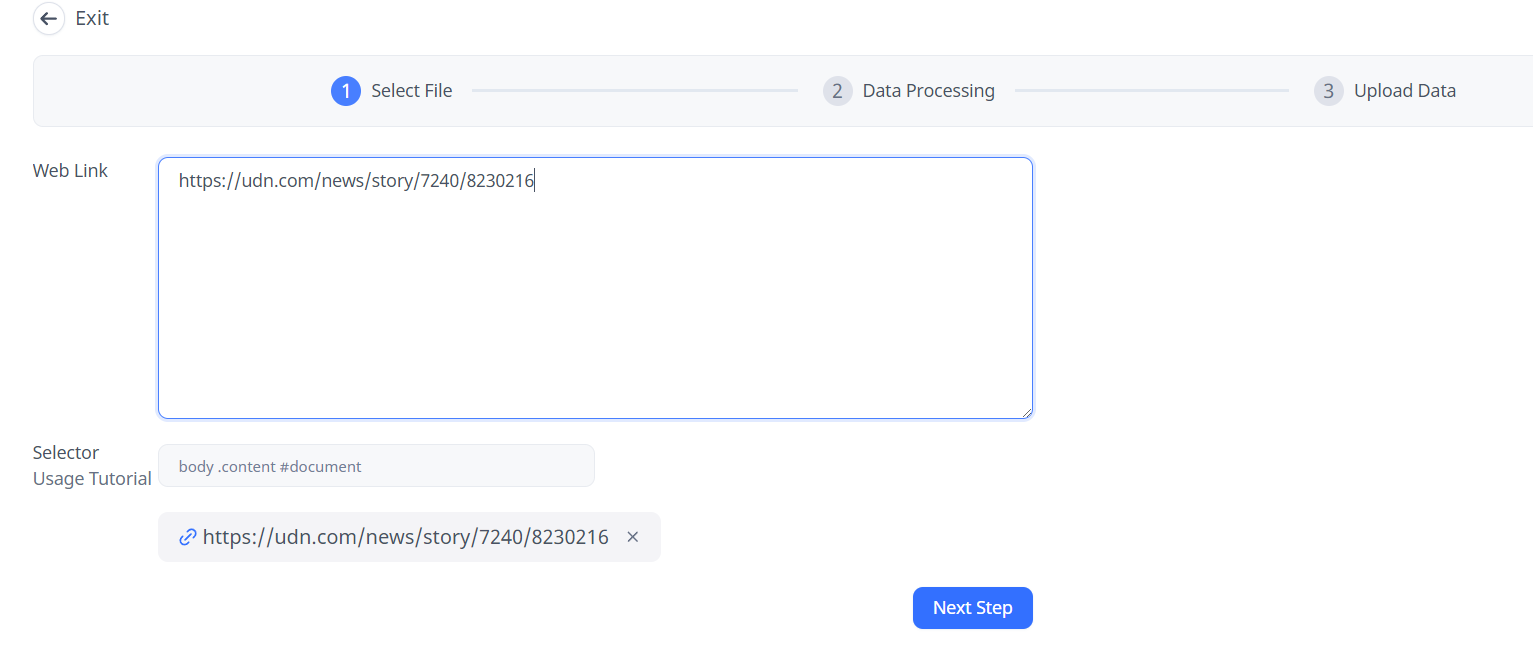 Exit
1 Select File 2 Data Processing 3 Upload Data
Web Link
https://udn.com/news/story/7240/8230216
Selector
Usage Tutorial
body .content #document
https://udn.com/news/story/7240/8230216 ×
Next Step